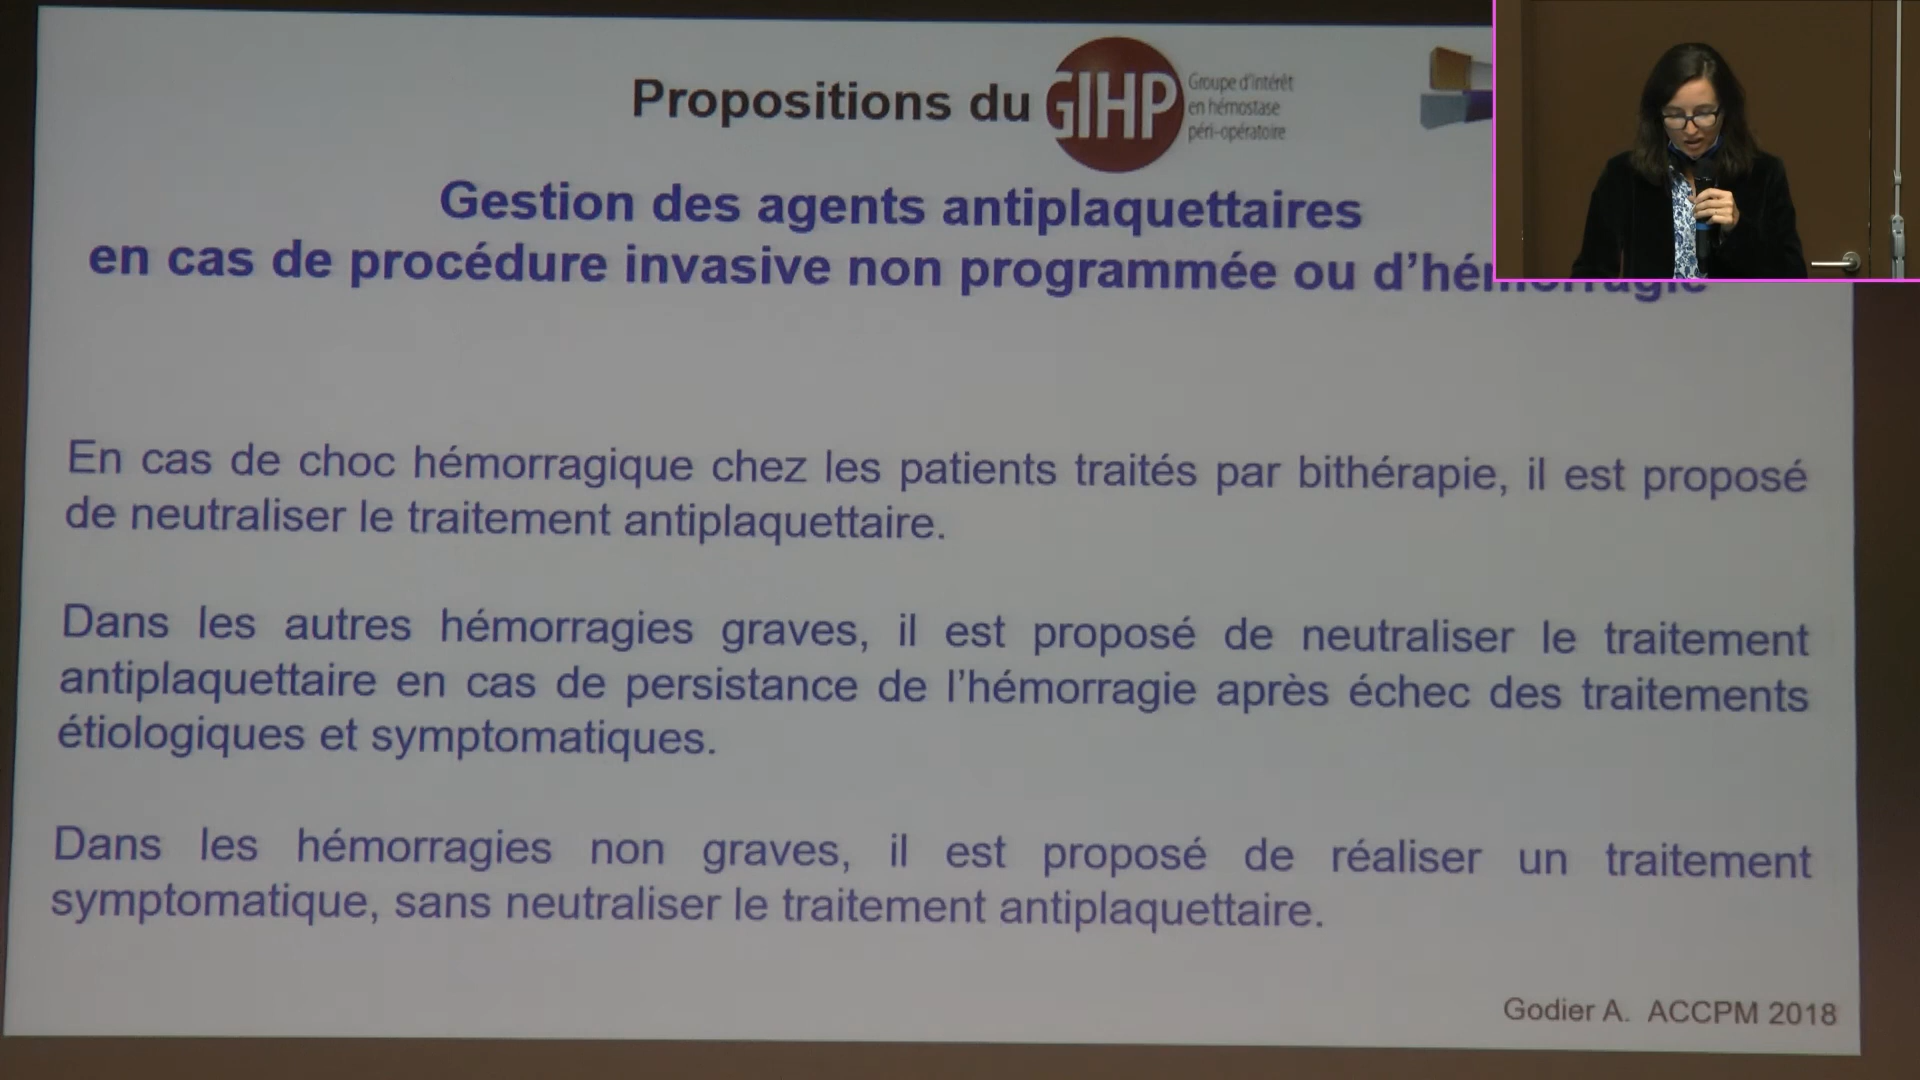 Propositions du GIHP
Groupe d'intérêt
en hémostase
péri-opératoire
Gestion des agents antiplaquettaires
en cas de procédure invasive non programmée ou d'hémorragie
En cas de choc hémorragique chez les patients traités par bithérapie, il est proposé
de neutraliser le traitement antiplaquettaire.
Dans les autres hémorragies graves, il est proposé de neutraliser le traitement
antiplaquettaire en cas de persistance de l'hémorragie après échec des traitements
étiologiques et symptomatiques.
Dans les hémorragies non graves, il est proposé de réaliser un traitement
symptomatique, sans neutraliser le traitement antiplaquettaire.
Godier A. ACCPM 2018